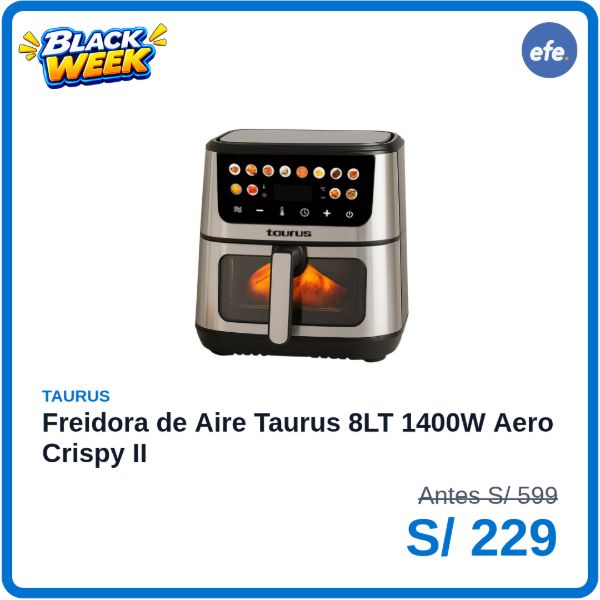 BLACK
WEEK
efe.
taurus
TAURUS
Freidora de Aire Taurus 8LT 1400W Aero
Crispy II
Antes S/ 599
S/ 229